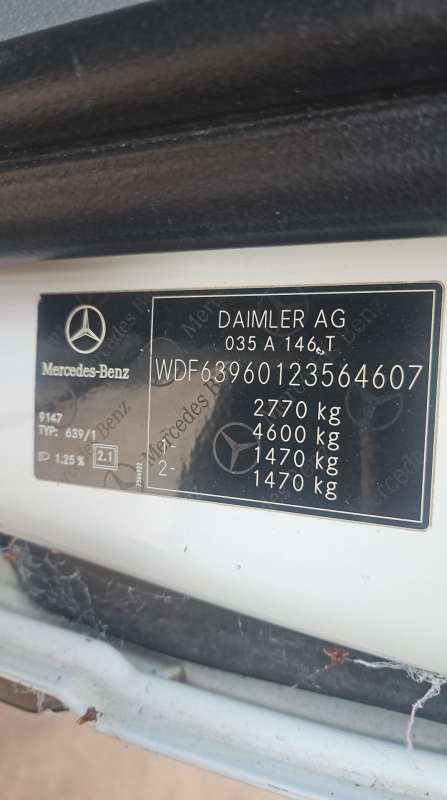 Mercedes-Benz
9147
TYP: 639/1
1.25 %
2.1
DAIMLER AG
035 A 146 T
WDF63960123564607
2770 kg
4600 kg
1- 1470 kg
2- 1470 kg